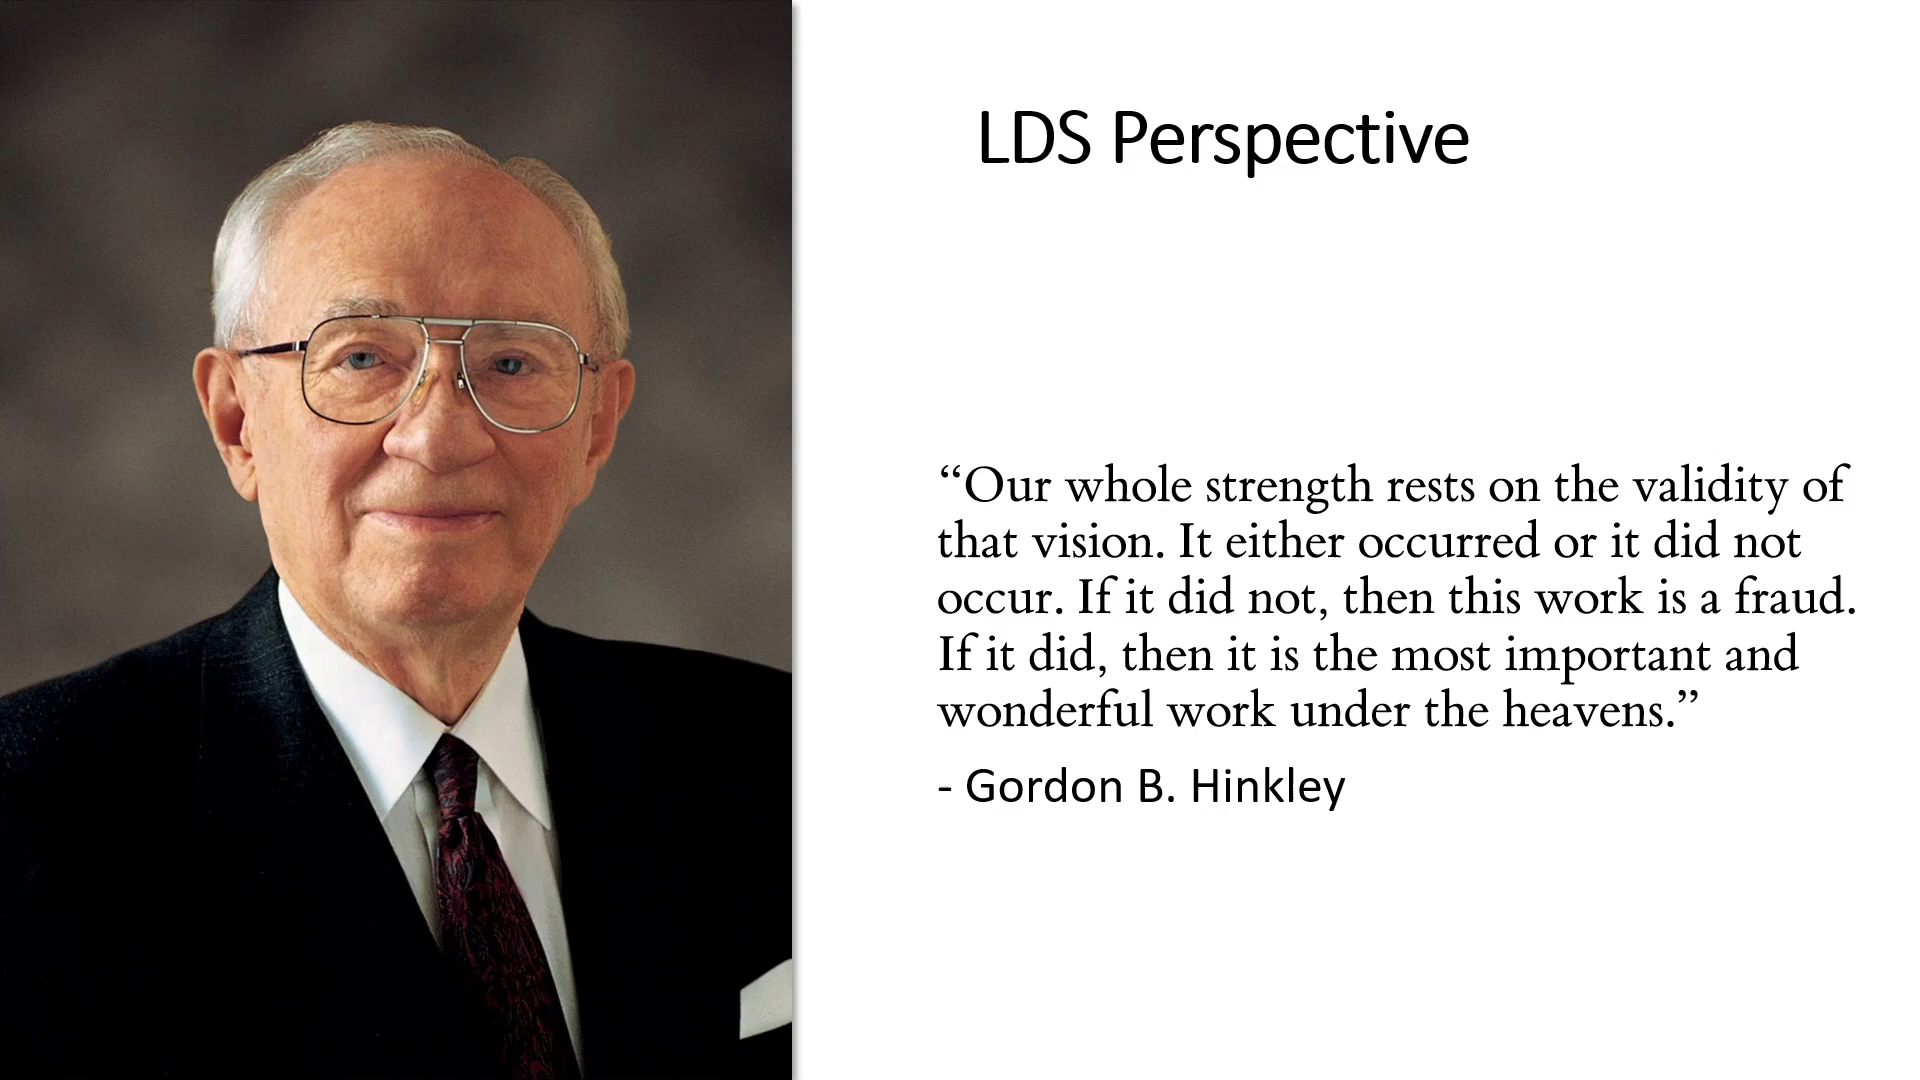 LDS Perspective
“Our whole strength rests on the validity of
that vision. It either occurred or it did not
occur. If it did not, then this work is a fraud.
If it did, then it is the most important and
wonderful work under the heavens.”
- Gordon B. Hinkley